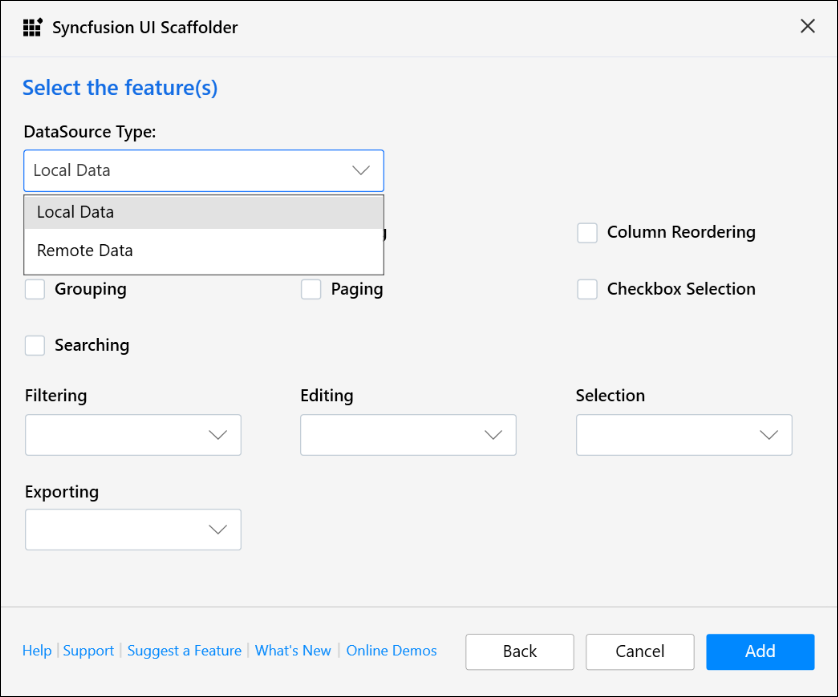 Syncfusion UI Scaffolder
Select the feature(s)
DataSource Type:
Local Data
Local Data
Remote Data
Column Reordering
Grouping
Paging
Checkbox Selection
Searching
Filtering
Editing
Selection
Exporting
Help | Support | Suggest a Feature | What's New | Online Demos
Back
Cancel
Add